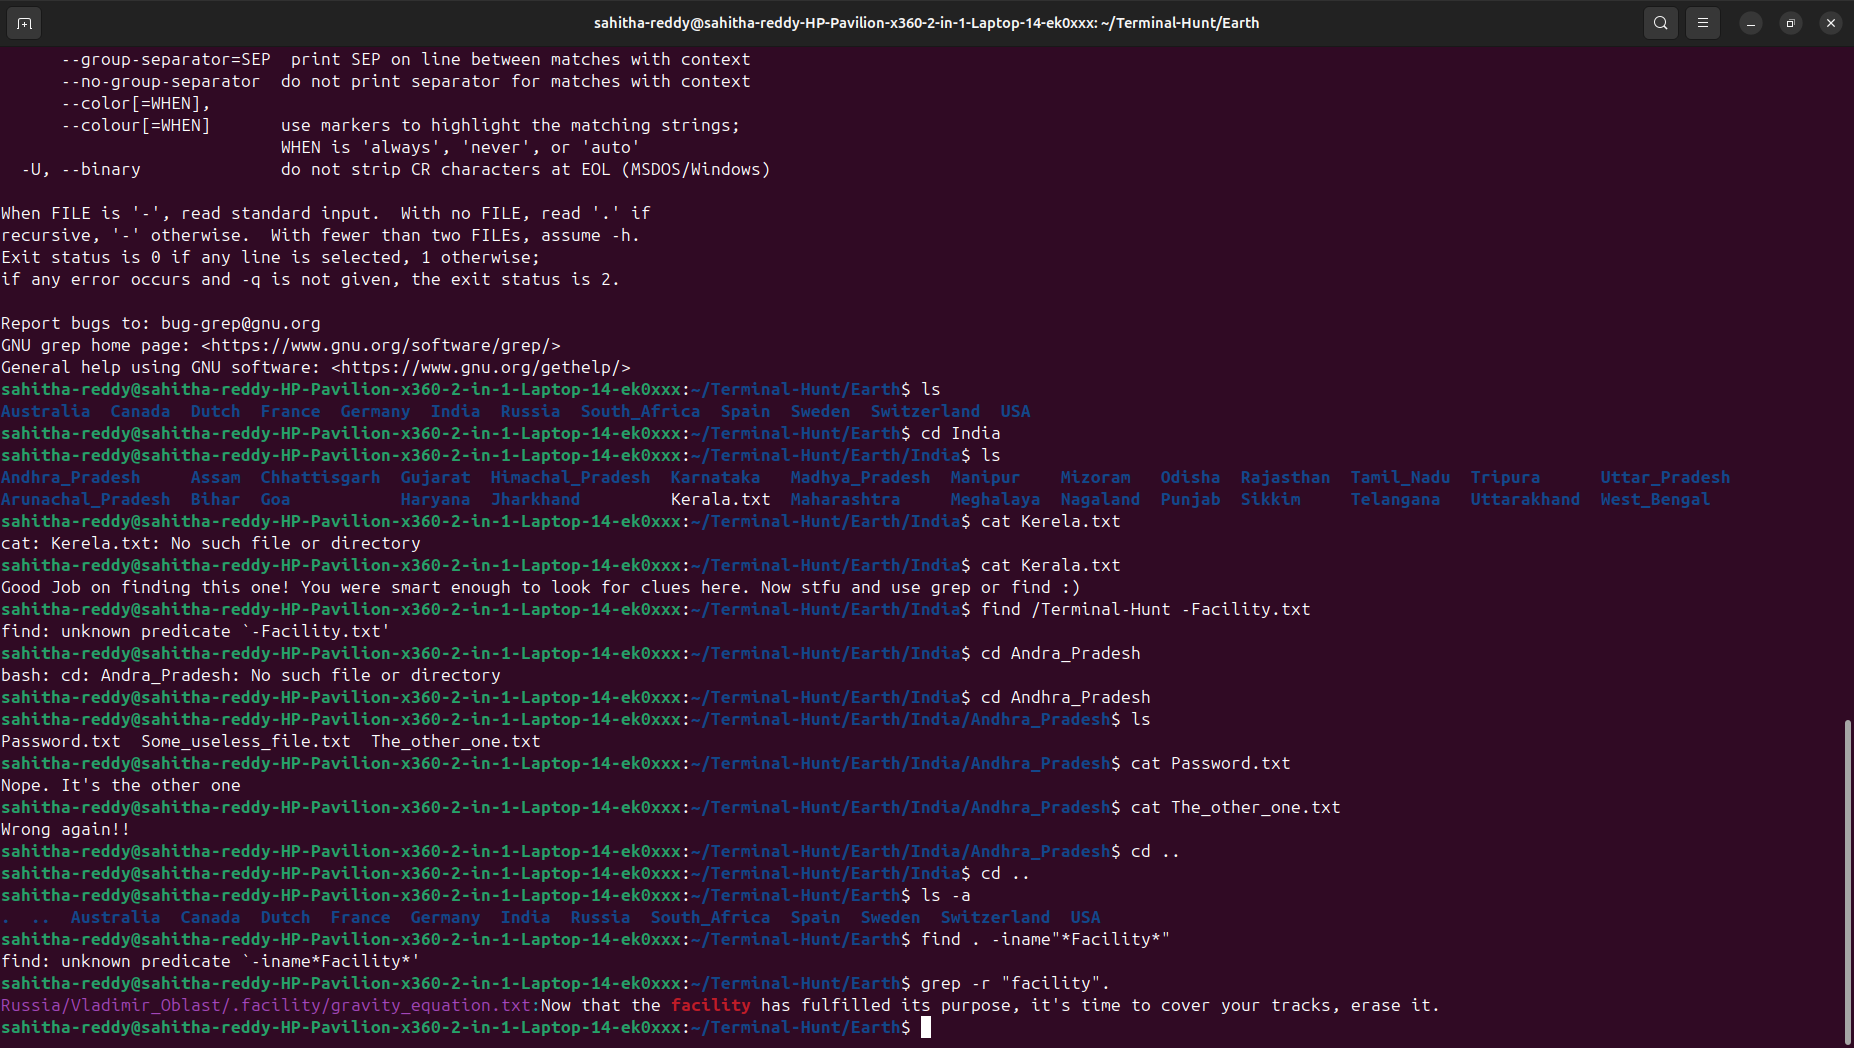 sahitha-reddy@sahitha-reddy-HP-Pavilion-x360-2-in-1-Laptop-14-ek0xxx: ~/Terminal-Hunt/Earth
      --group-separator=SEP  print SEP on line between matches with context
      --no-group-separator  do not print separator for matches with context
      --color[=WHEN],
      --colour[=WHEN]       use markers to highlight the matching strings;
                            WHEN is 'always', 'never', or 'auto'
  -U, --binary              do not strip CR characters at EOL (MSDOS/Windows)
When FILE is '-', read standard input.  With no FILE, read '.' if
recursive, '-' otherwise.  With fewer than two FILEs, assume -h.
Exit status is 0 if any line is selected, 1 otherwise;
if any error occurs and -q is not given, the exit status is 2.
Report bugs to: bug-grep@gnu.org
GNU grep home page: <https://www.gnu.org/software/grep/>
General help using GNU software: <https://www.gnu.org/gethelp/>
sahitha-reddy@sahitha-reddy-HP-Pavilion-x360-2-in-1-Laptop-14-ek0xxx:~/Terminal-Hunt/Earth$ ls
Australia  Canada  Dutch  France  Germany  India  Russia  South_Africa  Spain  Sweden  Switzerland  USA
sahitha-reddy@sahitha-reddy-HP-Pavilion-x360-2-in-1-Laptop-14-ek0xxx:~/Terminal-Hunt/Earth$ cd India
sahitha-reddy@sahitha-reddy-HP-Pavilion-x360-2-in-1-Laptop-14-ek0xxx:~/Terminal-Hunt/Earth/India$ ls
Andhra_Pradesh     Assam  Chhattisgarh  Gujarat  Himachal_Pradesh  Karnataka   Madhya_Pradesh  Manipur    Mizoram   Odisha  Rajasthan  Tamil_Nadu  Tripura      Uttar_Pradesh
Arunachal_Pradesh  Bihar  Goa           Haryana  Jharkhand         Kerala.txt  Maharashtra     Meghalaya  Nagaland  Punjab  Sikkim     Telangana   Uttarakhand  West_Bengal
sahitha-reddy@sahitha-reddy-HP-Pavilion-x360-2-in-1-Laptop-14-ek0xxx:~/Terminal-Hunt/Earth/India$ cat Kerela.txt
cat: Kerela.txt: No such file or directory
sahitha-reddy@sahitha-reddy-HP-Pavilion-x360-2-in-1-Laptop-14-ek0xxx:~/Terminal-Hunt/Earth/India$ cat Kerala.txt
Good Job on finding this one! You were smart enough to look for clues here. Now stfu and use grep or find :)
sahitha-reddy@sahitha-reddy-HP-Pavilion-x360-2-in-1-Laptop-14-ek0xxx:~/Terminal-Hunt/Earth/India$ find /Terminal-Hunt -Facility.txt
find: unknown predicate `-Facility.txt'
sahitha-reddy@sahitha-reddy-HP-Pavilion-x360-2-in-1-Laptop-14-ek0xxx:~/Terminal-Hunt/Earth/India$ cd Andra_Pradesh
bash: cd: Andra_Pradesh: No such file or directory
sahitha-reddy@sahitha-reddy-HP-Pavilion-x360-2-in-1-Laptop-14-ek0xxx:~/Terminal-Hunt/Earth/India$ cd Andhra_Pradesh
sahitha-reddy@sahitha-reddy-HP-Pavilion-x360-2-in-1-Laptop-14-ek0xxx:~/Terminal-Hunt/Earth/India/Andhra_Pradesh$ ls
Password.txt  Some_useless_file.txt  The_other_one.txt
sahitha-reddy@sahitha-reddy-HP-Pavilion-x360-2-in-1-Laptop-14-ek0xxx:~/Terminal-Hunt/Earth/India/Andhra_Pradesh$ cat Password.txt
Nope. It's the other one
sahitha-reddy@sahitha-reddy-HP-Pavilion-x360-2-in-1-Laptop-14-ek0xxx:~/Terminal-Hunt/Earth/India/Andhra_Pradesh$ cat The_other_one.txt
Wrong again!!
sahitha-reddy@sahitha-reddy-HP-Pavilion-x360-2-in-1-Laptop-14-ek0xxx:~/Terminal-Hunt/Earth/India/Andhra_Pradesh$ cd ..
sahitha-reddy@sahitha-reddy-HP-Pavilion-x360-2-in-1-Laptop-14-ek0xxx:~/Terminal-Hunt/Earth/India$ cd ..
sahitha-reddy@sahitha-reddy-HP-Pavilion-x360-2-in-1-Laptop-14-ek0xxx:~/Terminal-Hunt/Earth$ ls -a
.  ..  Australia  Canada  Dutch  France  Germany  India  Russia  South_Africa  Spain  Sweden  Switzerland  USA
sahitha-reddy@sahitha-reddy-HP-Pavilion-x360-2-in-1-Laptop-14-ek0xxx:~/Terminal-Hunt/Earth$ find . -iname"*Facility*"
find: unknown predicate `-iname*Facility*'
sahitha-reddy@sahitha-reddy-HP-Pavilion-x360-2-in-1-Laptop-14-ek0xxx:~/Terminal-Hunt/Earth$ grep -r "facility".
Russia/Vladimir_Oblast/.facility/gravity_equation.txt:Now that the facility has fulfilled its purpose, it's time to cover your tracks, erase it.
sahitha-reddy@sahitha-reddy-HP-Pavilion-x360-2-in-1-Laptop-14-ek0xxx:~/Terminal-Hunt/Earth$